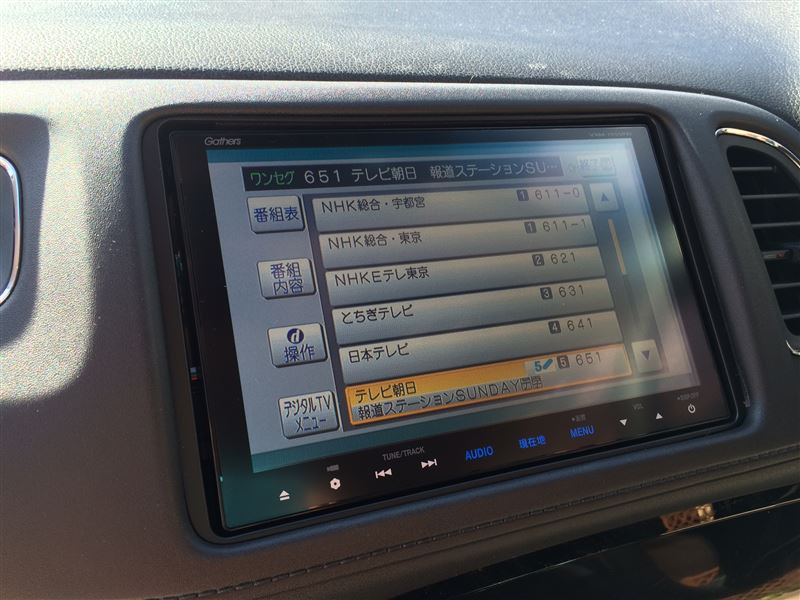 Gathers
ワンセグ 651 テレビ朝日 報道ステーションSU…
終了
番組表
NHK総合・宇都宮 1 611-0
NHK総合・東京 1 611-1
番組
内容
NHKEテレ東京 2 621
とちぎテレビ 3 631
d
操作
日本テレビ 4 641
デジタルTV
メニュー
テレビ朝日 5 5 651
報道ステーションSUNDAY
TUNE/TRACK
AUDIO
現在地
MENU
VOL